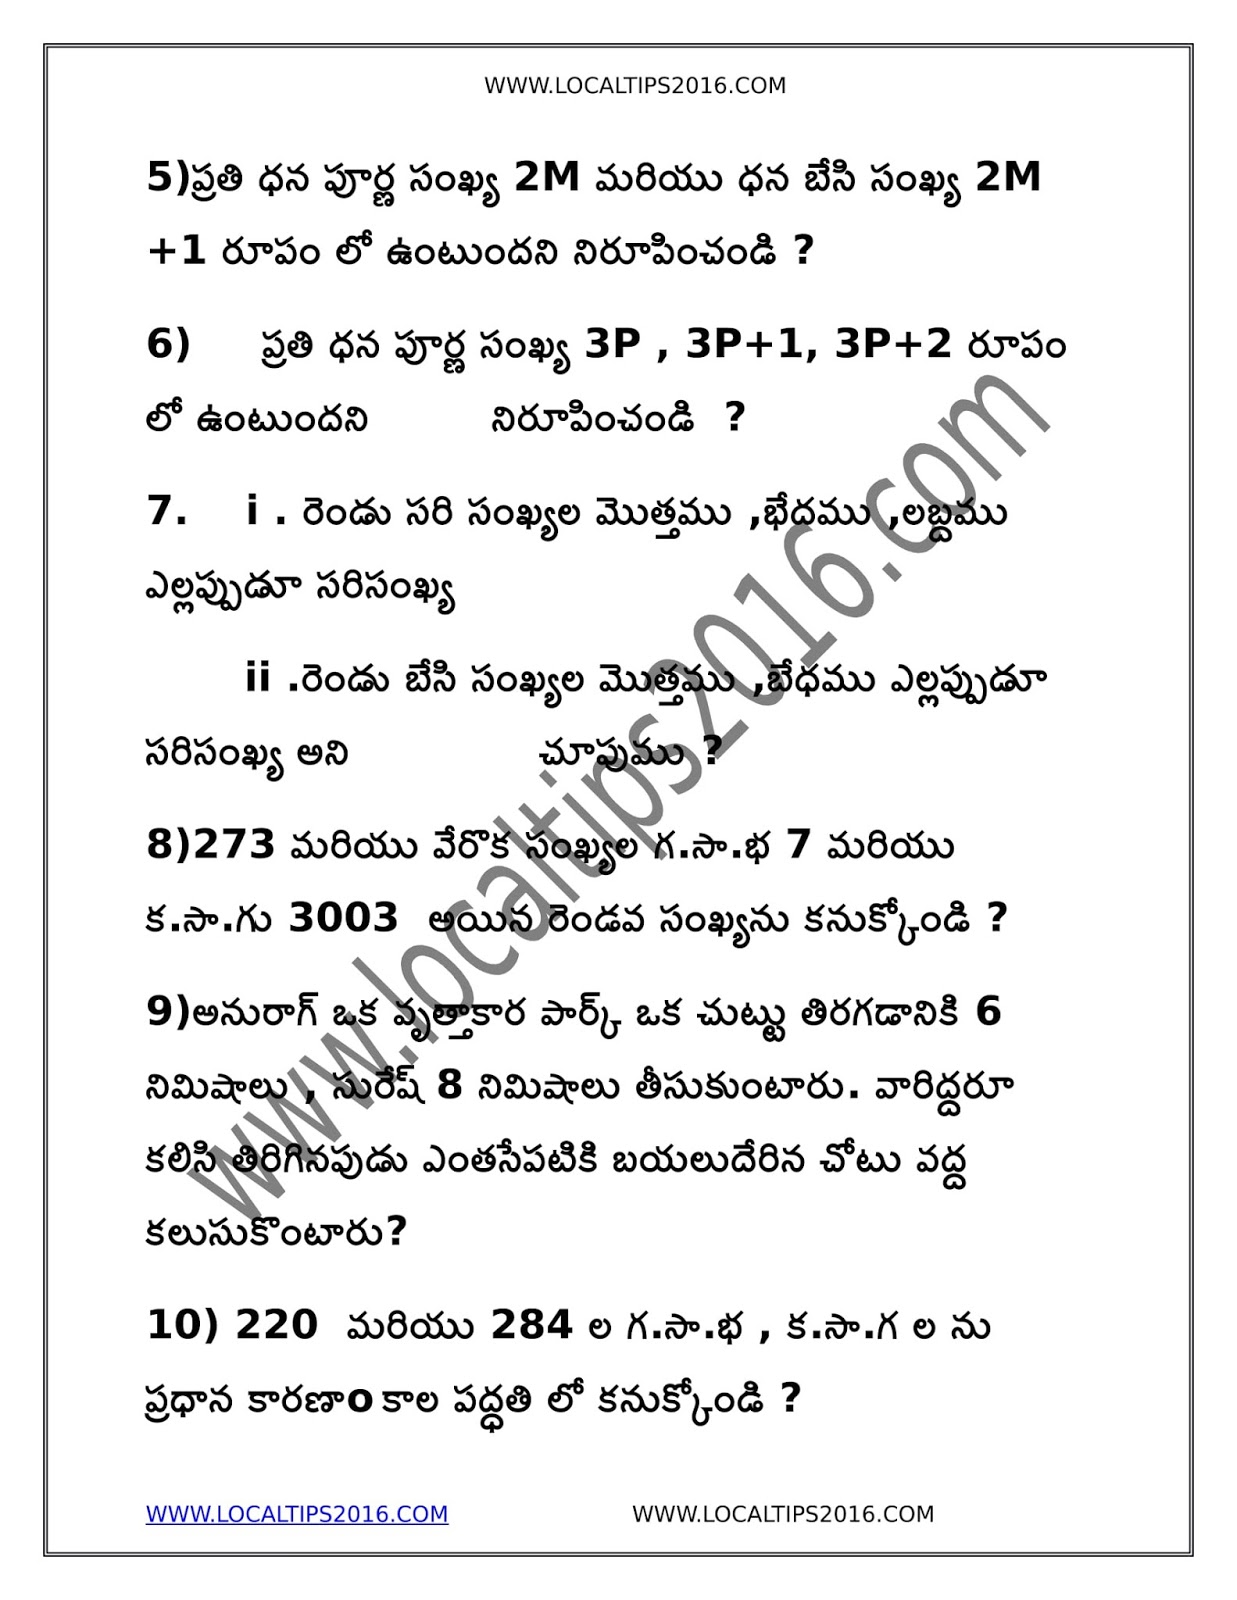 WWW.LOCALTIPS2016.COM
5)ప్రతి ధన పూర్ణ సంఖ్య 2M మరియు ధన బేసి సంఖ్య 2M
+1 రూపం లో ఉంటుందని నిరూపించండి ?
6) ప్రతి ధన పూర్ణ సంఖ్య 3P , 3P+1, 3P+2 రూపం
లో ఉంటుందని నిరూపించండి ?
7. i . రెండు సరి సంఖ్యల మొత్తము ,భేదము ,లబ్దము
ఎల్లప్పుడూ సరిసంఖ్య
ii .రెండు బేసి సంఖ్యల మొత్తము ,బేధము ఎల్లప్పుడూ
సరిసంఖ్య అని చూపుము ?
8)273 మరియు వేరొక సంఖ్యల గ.సా.భ 7 మరియు
క.సా.గు 3003 అయిన రెండవ సంఖ్యను కనుక్కోండి ?
9)అనురాగ్ ఒక వృత్తాకార పార్క్ ఒక చుట్టు తిరగడానికి 6
నిమిషాలు , సురేష్ 8 నిమిషాలు తీసుకుంటారు. వారిద్దరూ
కలిసి తిరిగినపుడు ఎంతసేపటికి బయలుదేరిన చోటు వద్ద
కలుసుకొంటారు?
10) 220 మరియు 284 ల గ.సా.భ , క.సా.గ ల ను
ప్రధాన కారణాo కాల పద్ధతి లో కనుక్కోండి ?
www.localtips2016.com
WWW.LOCALTIPS2016.COM WWW.LOCALTIPS2016.COM